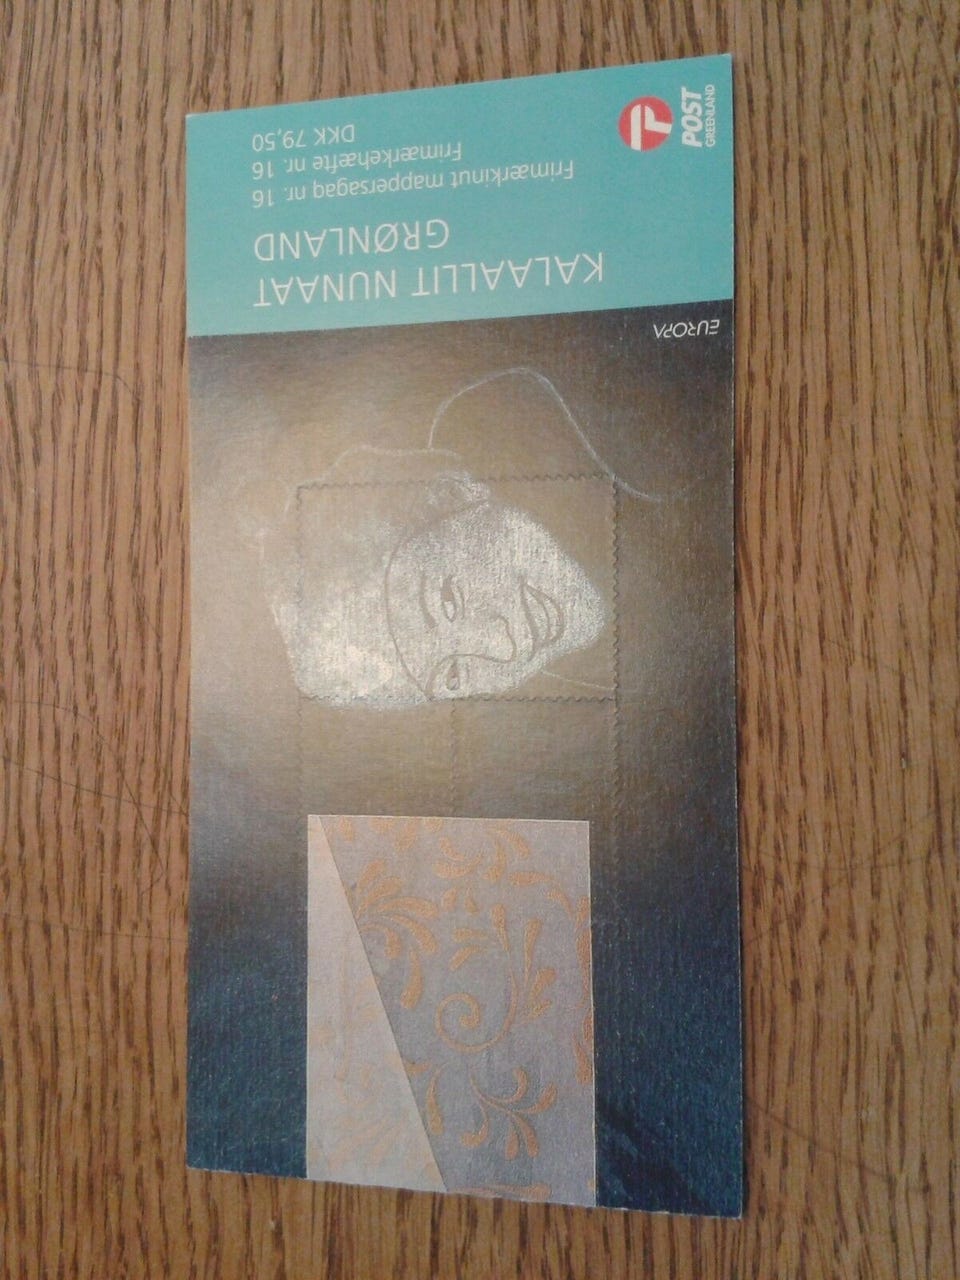 KALAALLIT NUNAAT
GRØNLAND
Frimærkinut mappersagaq nr. 16
Frimærkehæfte nr. 16
DKK 79,50
POST
GREENLAND
EUROPA